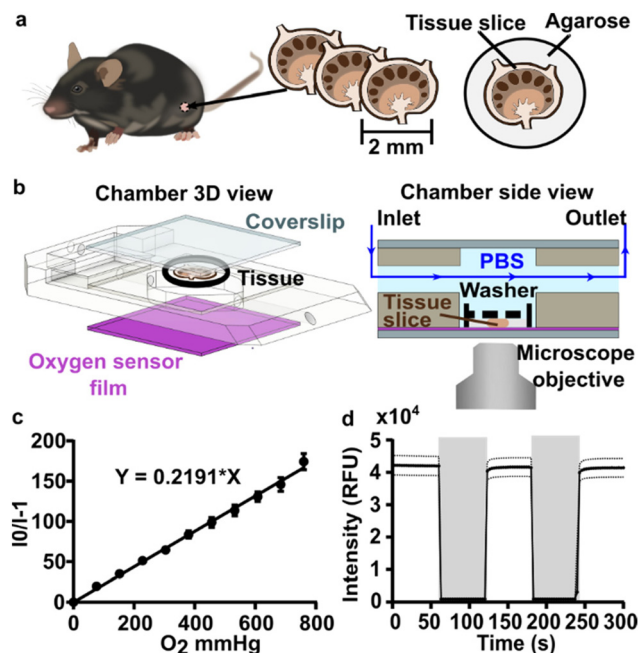 a
Tissue slice
Agarose
2 mm
b
Chamber 3D view
Coverslip
Tissue
Oxygen sensor
film
Chamber side view
Inlet
Outlet
PBS
Washer
Tissue
slice
Microscope
objective
c
200
150
100
50
0
I0/I-1
Y = 0.2191*X
0 200 400 600 800
O2 mmHg
d
x10⁴
5
4
3
2
1
0
Intensity (RFU)
0 50 100 150 200 250 300
Time (s)